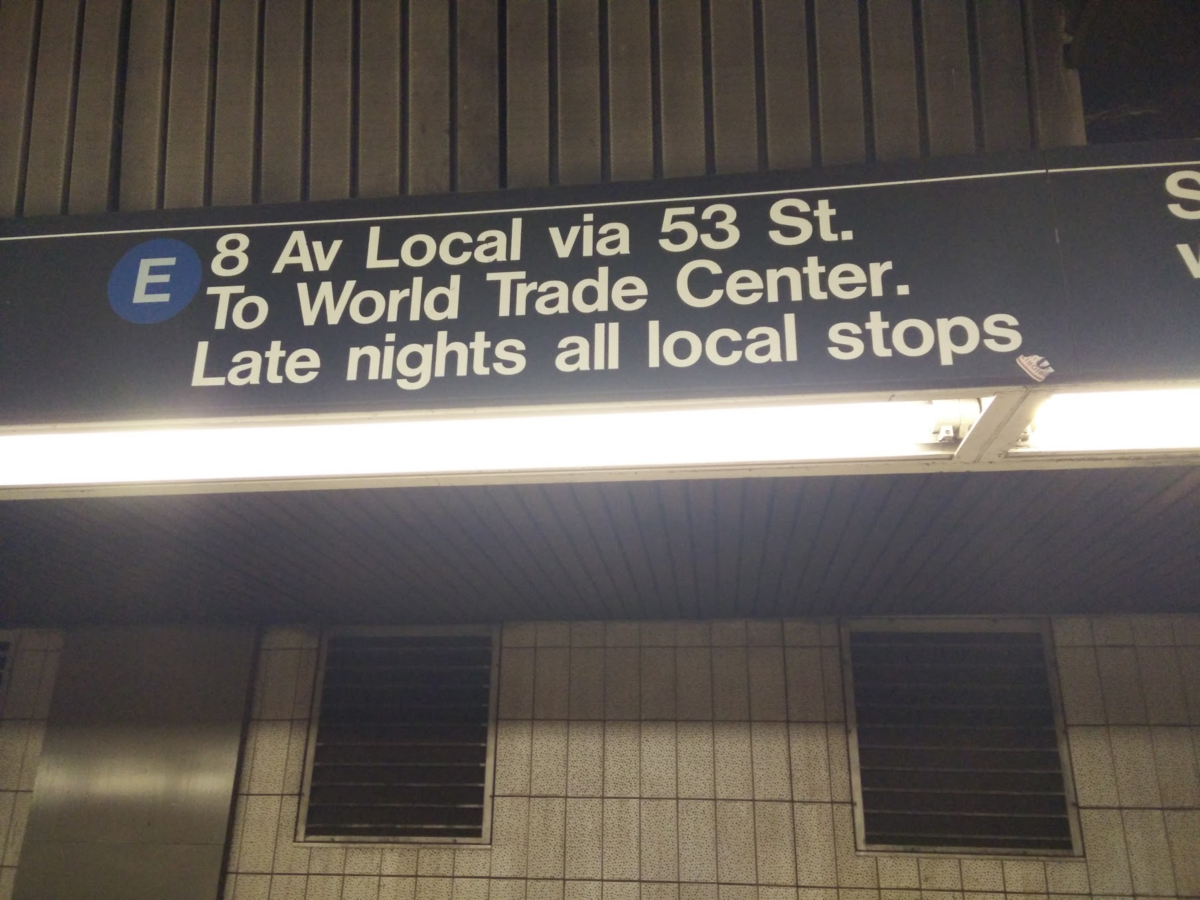 E 8 Av Local via 53 St.
To World Trade Center.
Late nights all local stops